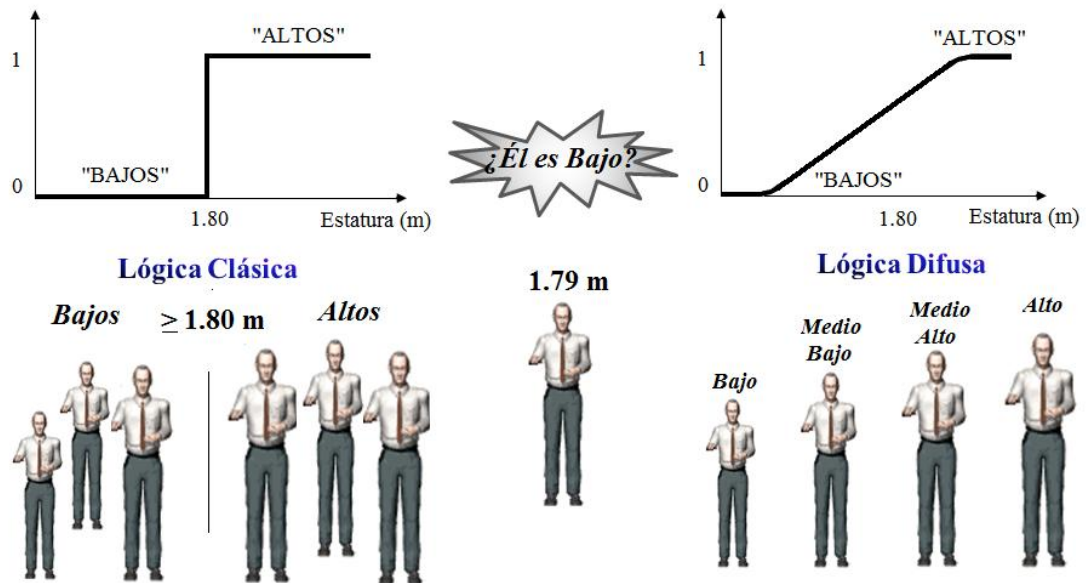 "ALTOS"
1
"BAJOS"
0
1.80
Estatura (m)
Lógica Clásica
Bajos
≥ 1.80 m
Altos
¿Él es Bajo?
1.79 m
"ALTOS"
1
0
"BAJOS"
1.80
Estatura (m)
Lógica Difusa
Bajo
Medio
Bajo
Medio
Alto
Alto